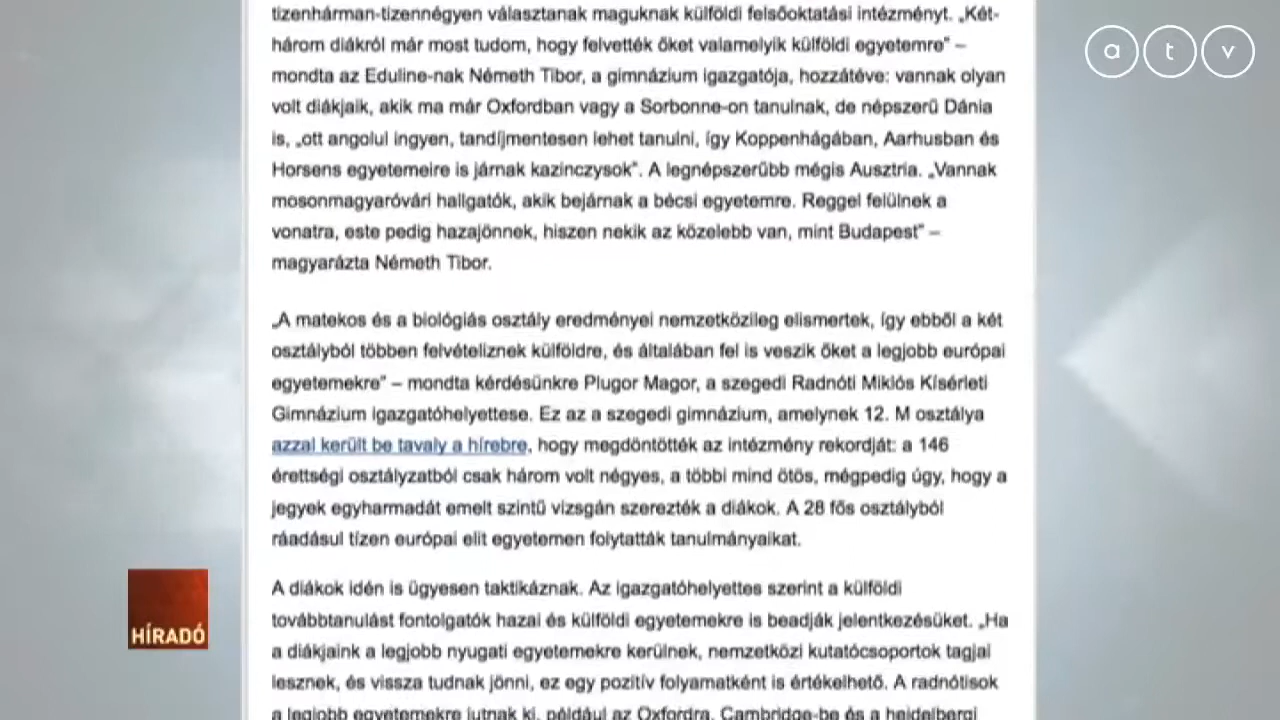 tizenhárman-tizennégyen választanak maguknak külföldi felsőoktatási intézményt. „Két-
három diákról már most tudom, hogy felvették őket valamelyik külföldi egyetemre" –
mondta az Eduline-nak Németh Tibor, a gimnázium igazgatója, hozzátéve: vannak olyan
volt diákjaik, akik ma már Oxfordban vagy a Sorbonne-on tanulnak, de népszerű Dánia
is, „ott angolul ingyen, tandíjmentesen lehet tanulni, így Koppenhágában, Aarhusban és
Horsens egyetemeire is járnak kazinczysok". A legnépszerűbb mégis Ausztria. „Vannak
mosonmagyaróvári hallgatók, akik bejárnak a bécsi egyetemre. Reggel felülnek a
vonatra, este pedig hazajönnek, hiszen nekik az közelebb van, mint Budapest" –
magyarázta Németh Tibor.
„A matekos és a biológiás osztály eredményei nemzetközileg elismertek, így ebből a két
osztályból többen felvételiznek külföldre, és általában fel is veszik őket a legjobb európai
egyetemekre" – mondta kérdésünkre Plugor Magor, a szegedi Radnóti Miklós Kísérleti
Gimnázium igazgatóhelyettese. Ez az a szegedi gimnázium, amelynek 12. M osztálya
azzal került be tavaly a hírebre, hogy megdöntötték az intézmény rekordját: a 146
érettségi osztályzatból csak három volt négyes, a többi mind ötös, mégpedig úgy, hogy a
jegyek egyharmadát emelt szintű vizsgán szerezték a diákok. A 28 fős osztályból
ráadásul tízen európai elit egyetemen folytatták tanulmányaikat.
A diákok idén is ügyesen taktikáznak. Az igazgatóhelyettes szerint a külföldi
továbbtanulást fontolgatók hazai és külföldi egyetemekre is beadják jelentkezésüket. „Ha
a diákjaink a legjobb nyugati egyetemekre kerülnek, nemzetközi kutatócsoportok tagjai
lesznek, és vissza tudnak jönni, ez egy pozitív folyamatként is értékelhető. A radnótisok
a legjobb egyetemekre jutnak ki, például az Oxfordra, Cambridge-be és a heidelbergi
HÍRADÓ
a t v